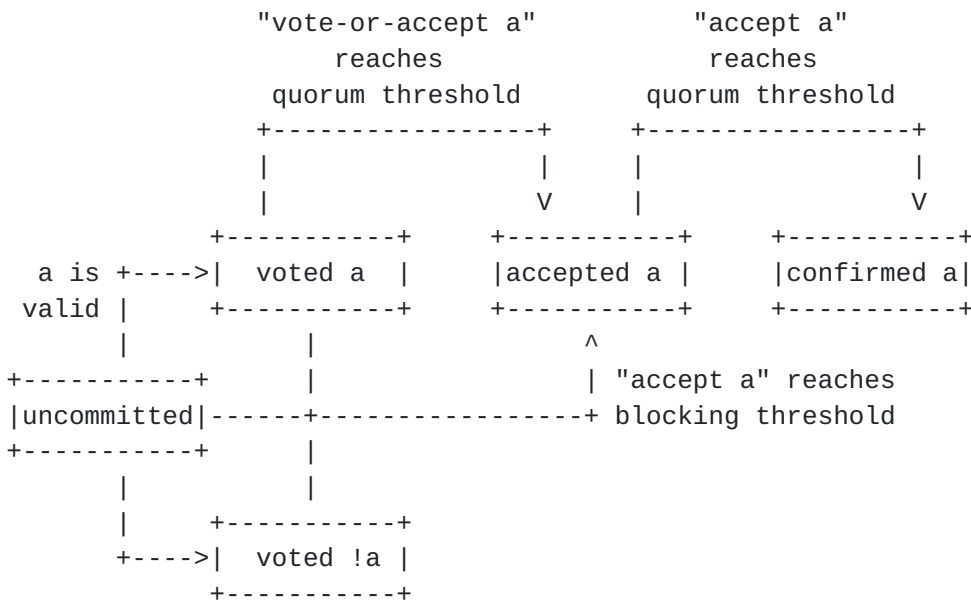 "vote-or-accept a" "accept a"
reaches reaches
quorum threshold quorum threshold
a is voted a accepted a confirmed a
valid
"accept a" reaches
uncommitted blocking threshold
voted !a